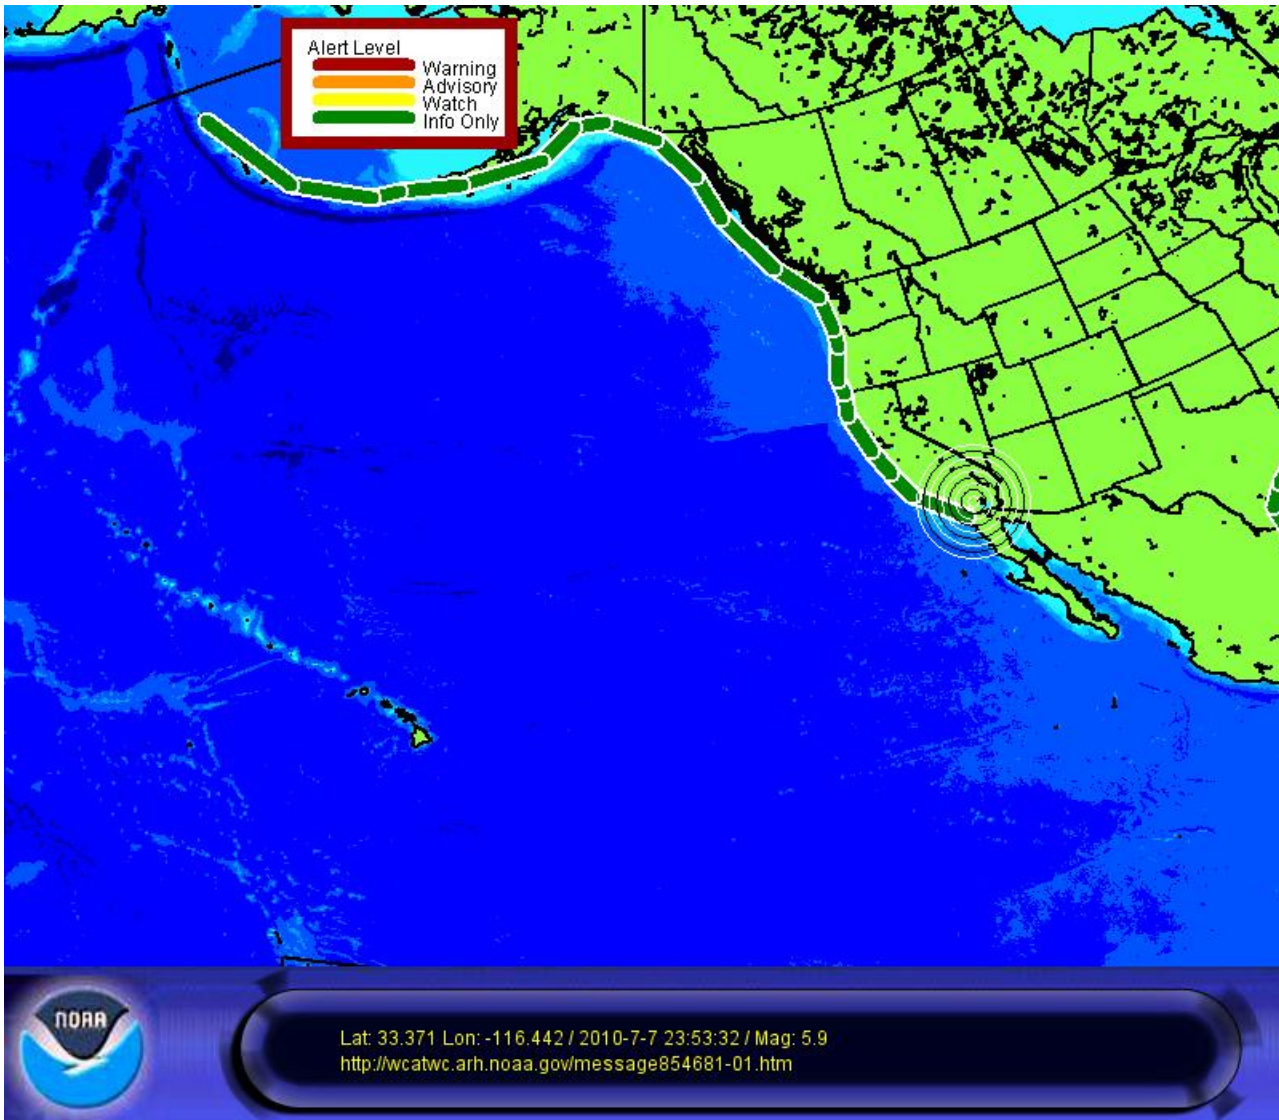 Alert Level
Warning
Advisory
Watch
Info Only
NOAA
Lat: 33.371 Lon: -116.442 / 2010-7-7 23:53:32 / Mag: 5.9
http://wcatwc.arh.noaa.gov/message854681-01.htm